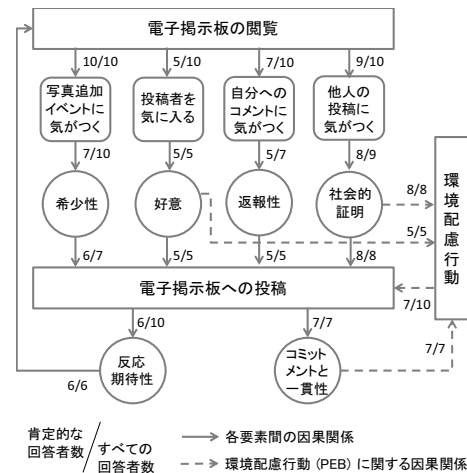 電子掲示板の閲覧
10/10
5/10
7/10
9/10
写真追加
イベントに
気がつく
投稿者を
気に入る
自分への
コメントに
気がつく
他人の
投稿に
気がつく
7/10
5/5
5/7
8/9
希少性
好意
返報性
社会的
証明
8/8
5/5
環境配慮行動
6/7
5/5
5/5
8/8
電子掲示板への投稿
7/10
6/10
7/7
7/7
反応
期待性
コミット
メントと
一貫性
6/6
肯定的な
回答者数
すべての
回答者数
各要素間の因果関係
環境配慮行動 (PEB) に関する因果関係